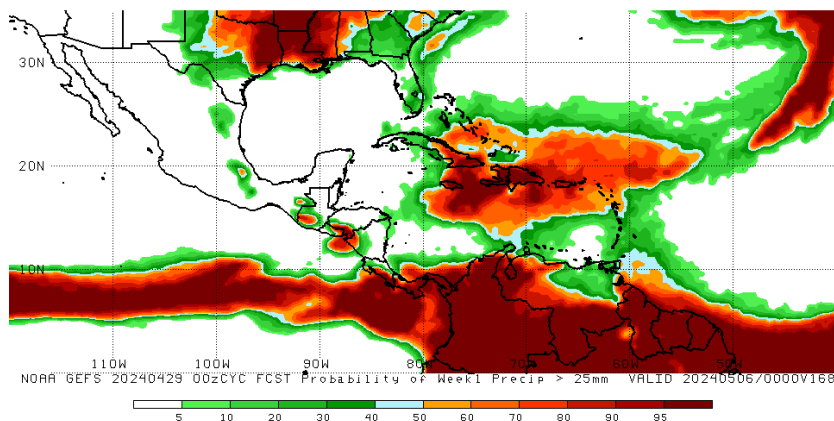 30N
20N
10N
110W 100W 90W 80W 70W 60W 50W
NOAA GEFS 20240429 00zCYC FCST Probability of Week1 Precip > 25mm VALID 20240506/0000V168
5 10 20 30 40 50 60 70 80 90 95